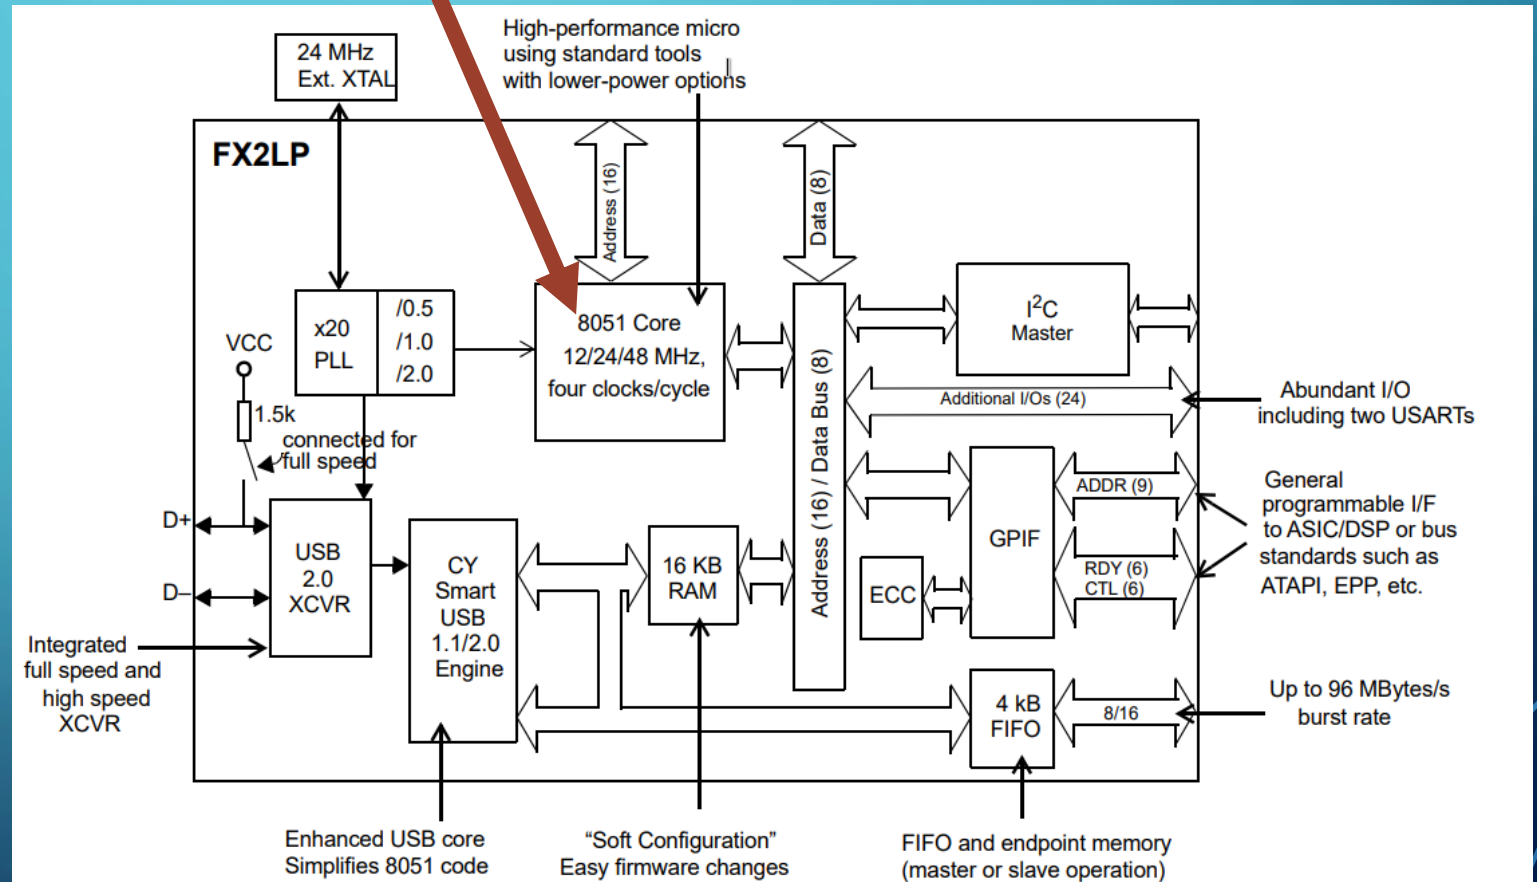 High-performance micro
using standard tools
with lower-power options
24 MHz
Ext. XTAL
FX2LP
Address (16)
Data (8)
x20
PLL
/0.5
/1.0
/2.0
8051 Core
12/24/48 MHz,
four clocks/cycle
I²C
Master
VCC
1.5k
connected for
full speed
Additional I/Os (24)
Abundant I/O
including two USARTs
Address (16) / Data Bus (8)
ADDR (9)
GPIF
RDY (6)
CTL (6)
General
programmable I/F
to ASIC/DSP or bus
standards such as
ATAPI, EPP, etc.
D+
D–
USB
2.0
XCVR
CY
Smart
USB
1.1/2.0
Engine
16 KB
RAM
ECC
Integrated
full speed and
high speed
XCVR
4 kB
FIFO
8/16
Up to 96 MBytes/s
burst rate
Enhanced USB core
Simplifies 8051 code
“Soft Configuration”
Easy firmware changes
FIFO and endpoint memory
(master or slave operation)